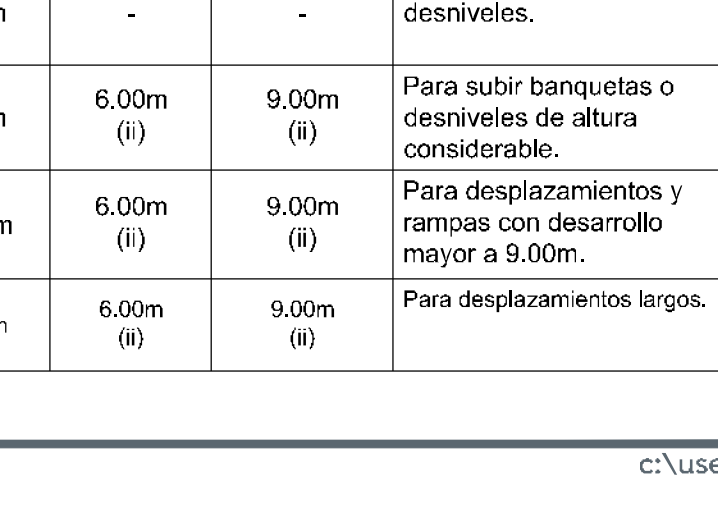 - - desniveles.
6.00m 9.00m Para subir banquetas o
(ii) (ii) desniveles de altura
considerable.
6.00m 9.00m Para desplazamientos y
(ii) (ii) rampas con desarrollo
mayor a 9.00m.
6.00m 9.00m Para desplazamientos largos.
(ii) (ii)
c:\use